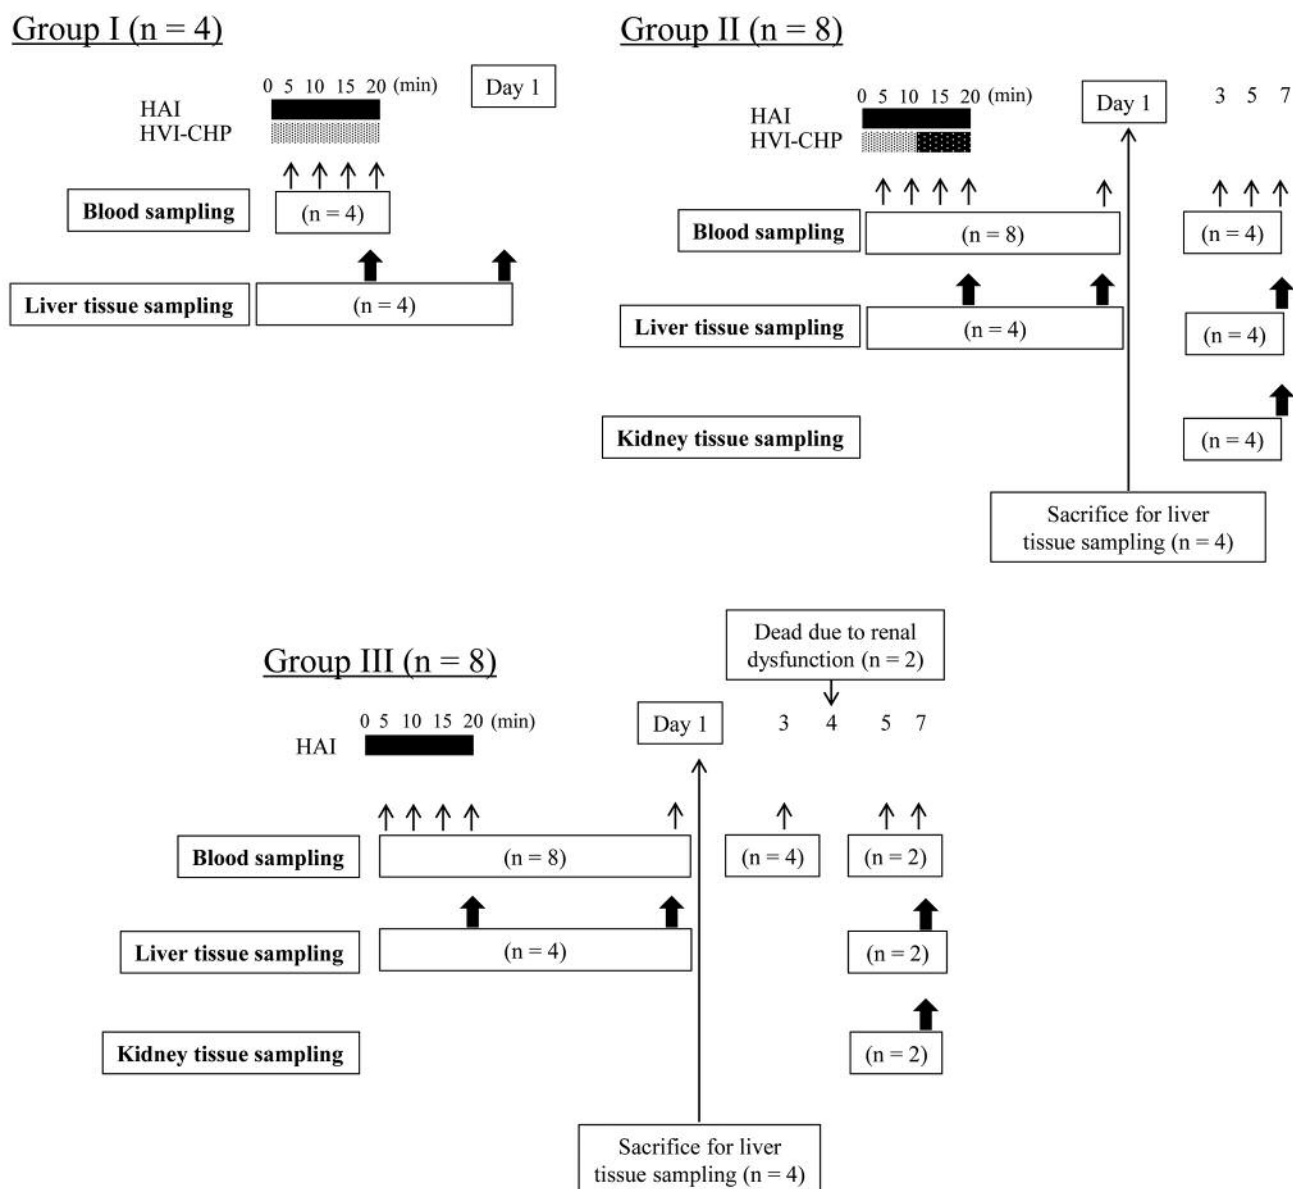 Group I (n = 4)
0 5 10 15 20 (min)
Day 1
HAI
HVI-CHP
Blood sampling
(n = 4)
Liver tissue sampling
(n = 4)
Group II (n = 8)
0 5 10 15 20 (min)
Day 1
3 5 7
HAI
HVI-CHP
Blood sampling
(n = 8)
(n = 4)
Liver tissue sampling
(n = 4)
(n = 4)
Kidney tissue sampling
(n = 4)
Sacrifice for liver
tissue sampling (n = 4)
Group III (n = 8)
Dead due to renal
dysfunction (n = 2)
0 5 10 15 20 (min)
Day 1
3 4 5 7
HAI
Blood sampling
(n = 8)
(n = 4)
(n = 2)
Liver tissue sampling
(n = 4)
(n = 2)
Kidney tissue sampling
(n = 2)
Sacrifice for liver
tissue sampling (n = 4)